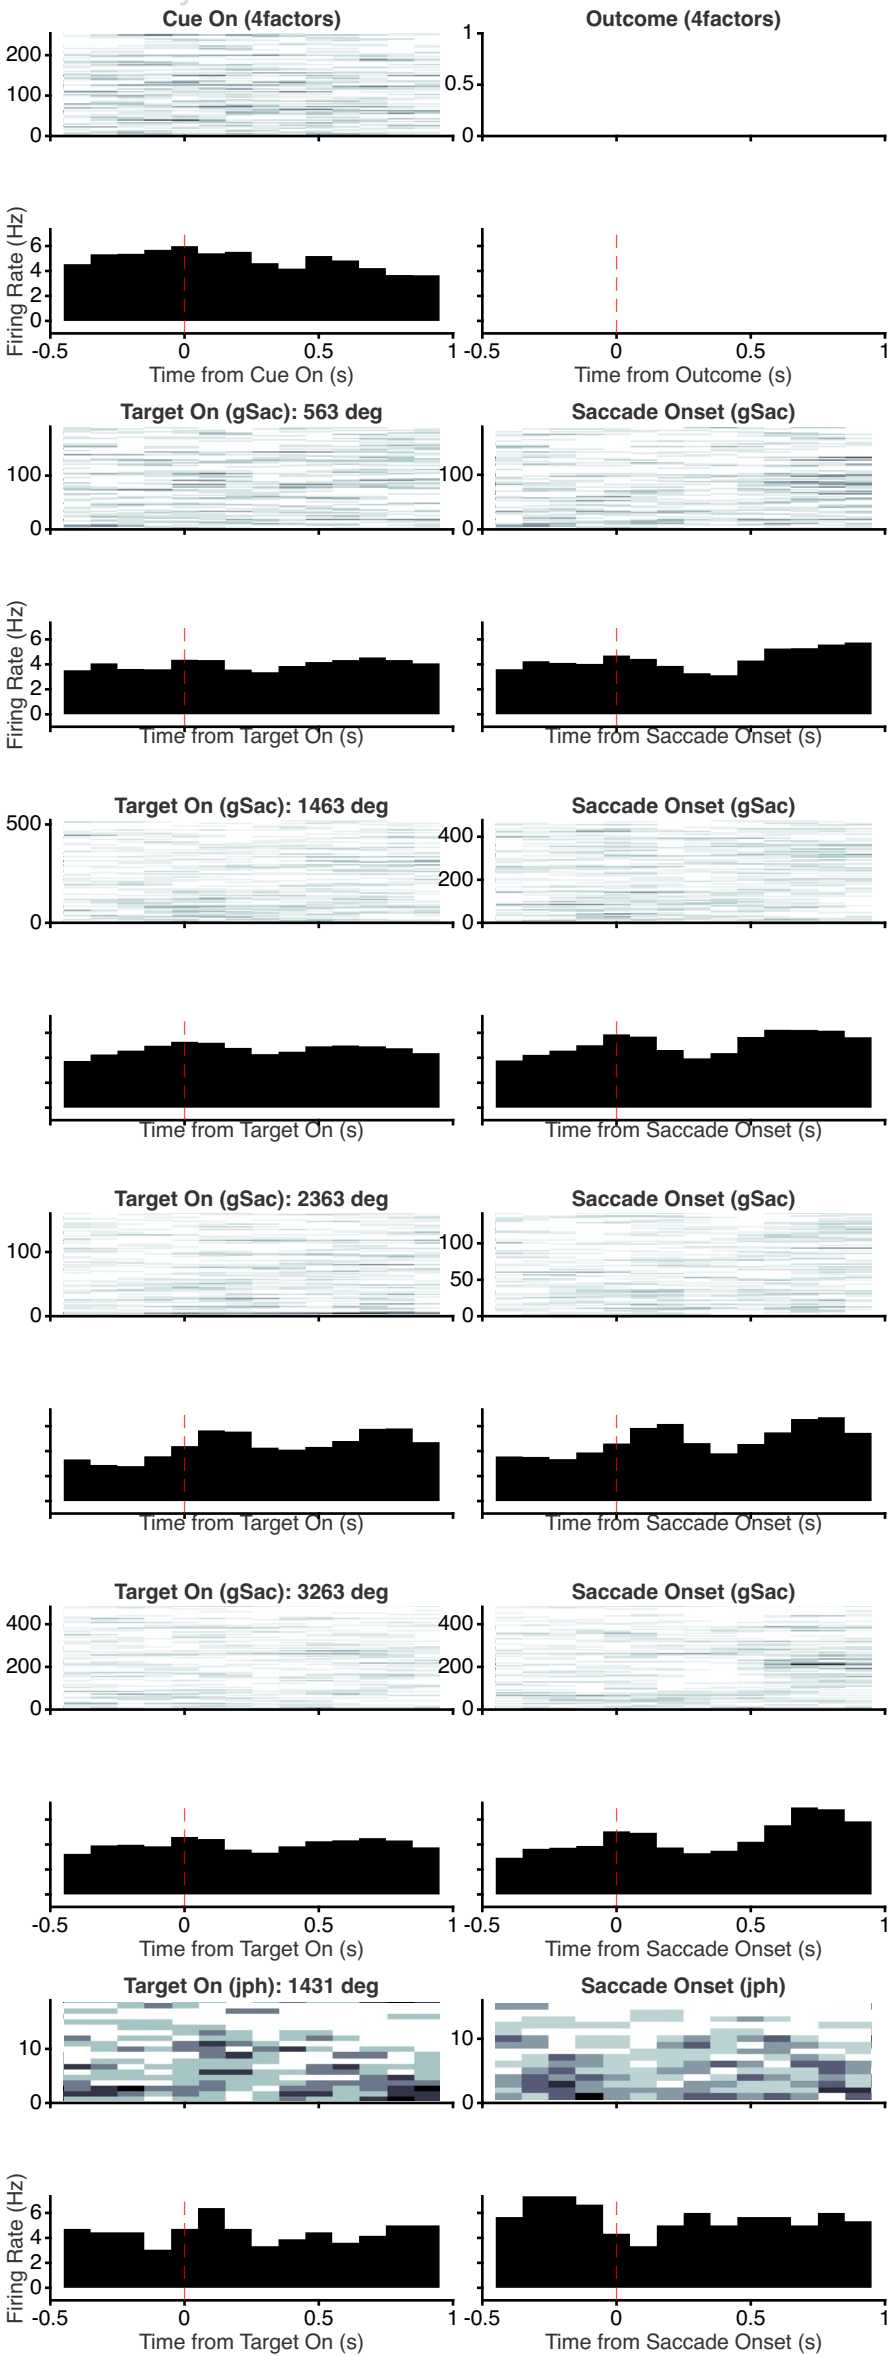 Cue On (4factors)
Outcome (4factors)
200
100
0
1
0.5
0
Firing Rate (Hz)
6
4
2
0
-0.5 0 0.5 1
Time from Cue On (s)
-0.5 0 0.5 1
Time from Outcome (s)
Target On (gSac): 563 deg
Saccade Onset (gSac)
100
0
100
0
Firing Rate (Hz)
6
4
2
0
Time from Target On (s)
Time from Saccade Onset (s)
Target On (gSac): 1463 deg
Saccade Onset (gSac)
500
0
400
200
0
Time from Target On (s)
Time from Saccade Onset (s)
Target On (gSac): 2363 deg
Saccade Onset (gSac)
100
0
100
50
0
Time from Target On (s)
Time from Saccade Onset (s)
Target On (gSac): 3263 deg
Saccade Onset (gSac)
400
200
0
400
200
0
-0.5 0 0.5 1
Time from Target On (s)
-0.5 0 0.5 1
Time from Saccade Onset (s)
Target On (jph): 1431 deg
Saccade Onset (jph)
10
0
10
0
Firing Rate (Hz)
6
4
2
0
-0.5 0 0.5 1
Time from Target On (s)
-0.5 0 0.5 1
Time from Saccade Onset (s)